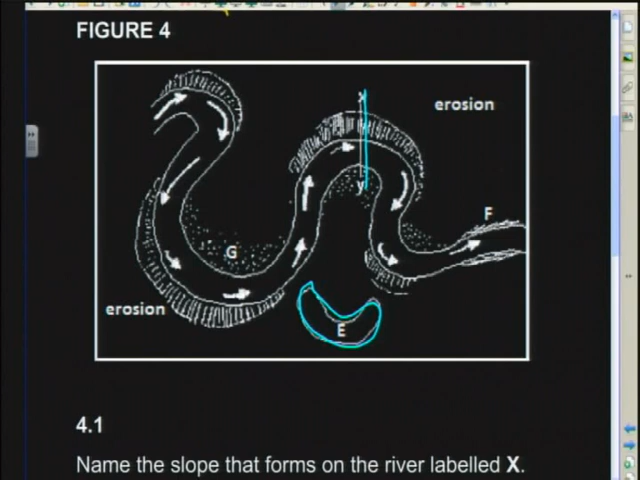 FIGURE 4
x
erosion
y
F
G
erosion
E
4.1
Name the slope that forms on the river labelled X.